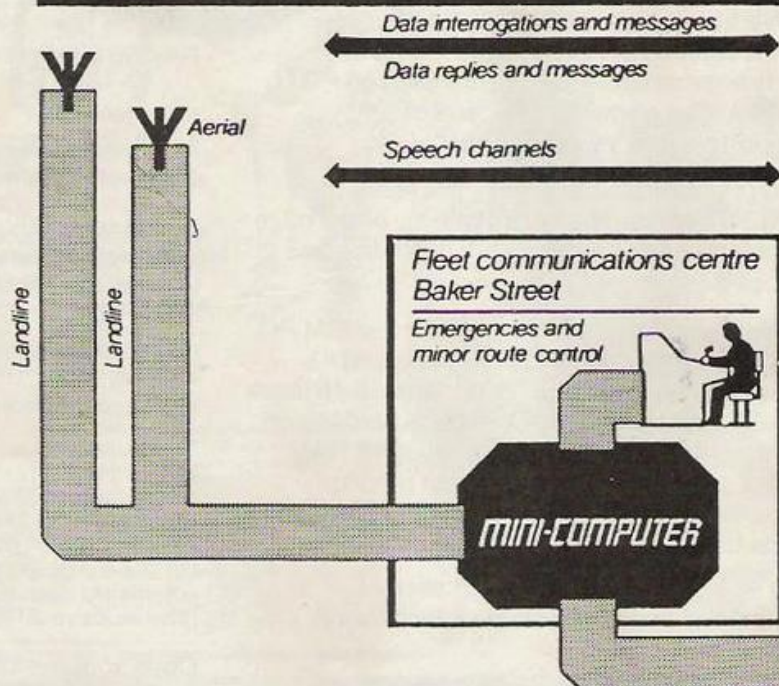 Data interrogations and messages
Data replies and messages
Aerial
Speech channels
Fleet communications centre
Baker Street
Emergencies and
minor route control
Landline
Landline
MINI-COMPUTER